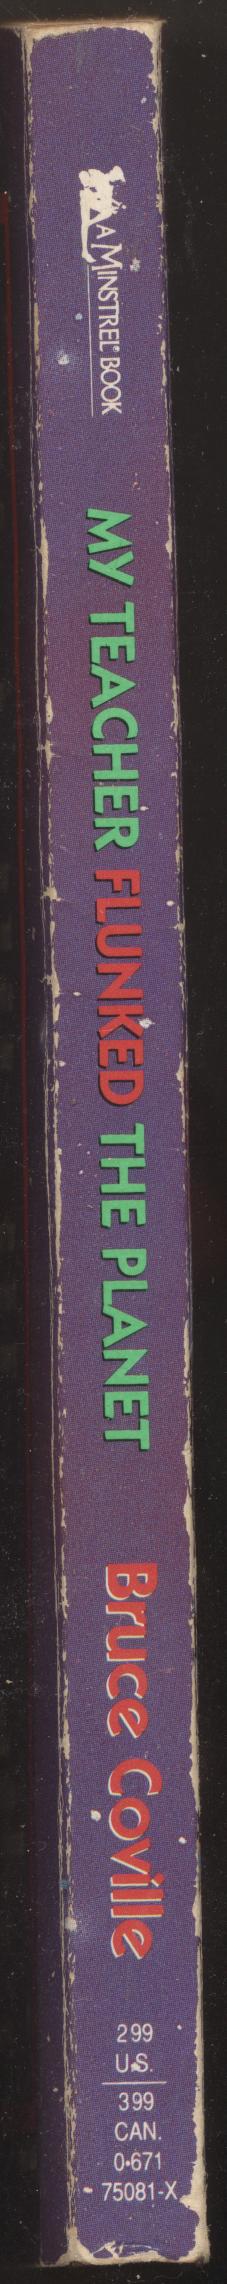 A MINSTREL® BOOK
MY TEACHER FLUNKED THE PLANET
Bruce Coville
299
U.S.
399
CAN.
0-671
75081-X